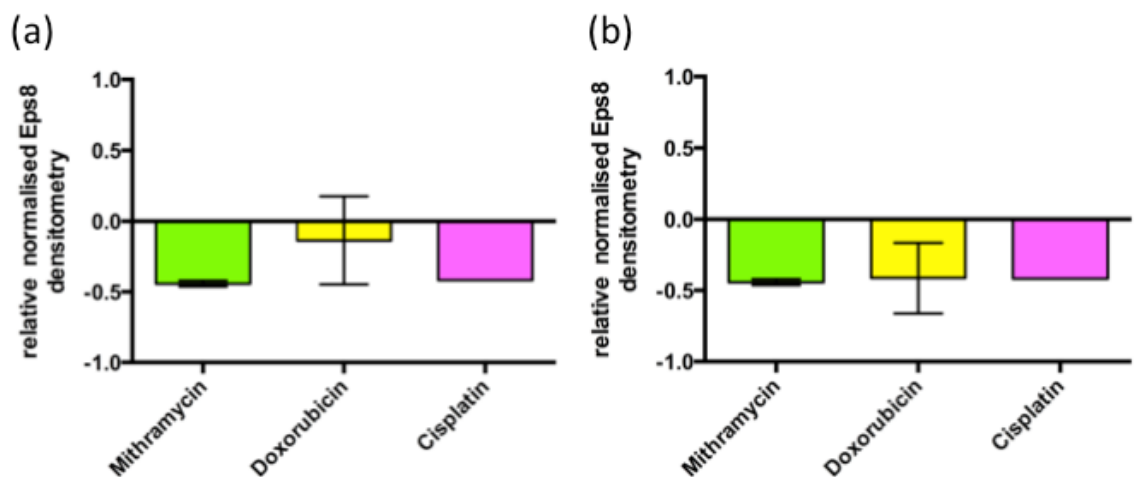 (a)
relative normalised Eps8
densitometry
1.0
0.5
0.0
-0.5
-1.0
Mithramycin
Doxorubicin
Cisplatin
(b)
relative normalised Eps8
densitometry
1.0
0.5
0.0
-0.5
-1.0
Mithramycin
Doxorubicin
Cisplatin